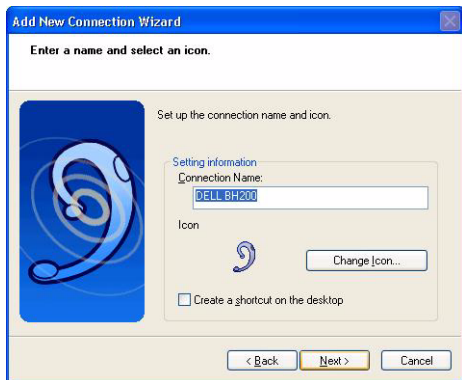 Add New Connection Wizard
Enter a name and select an icon.
Set up the connection name and icon.
Setting information
Connection Name:
DELL BH200
Icon
Change Icon...
Create a shortcut on the desktop
< Back Next > Cancel